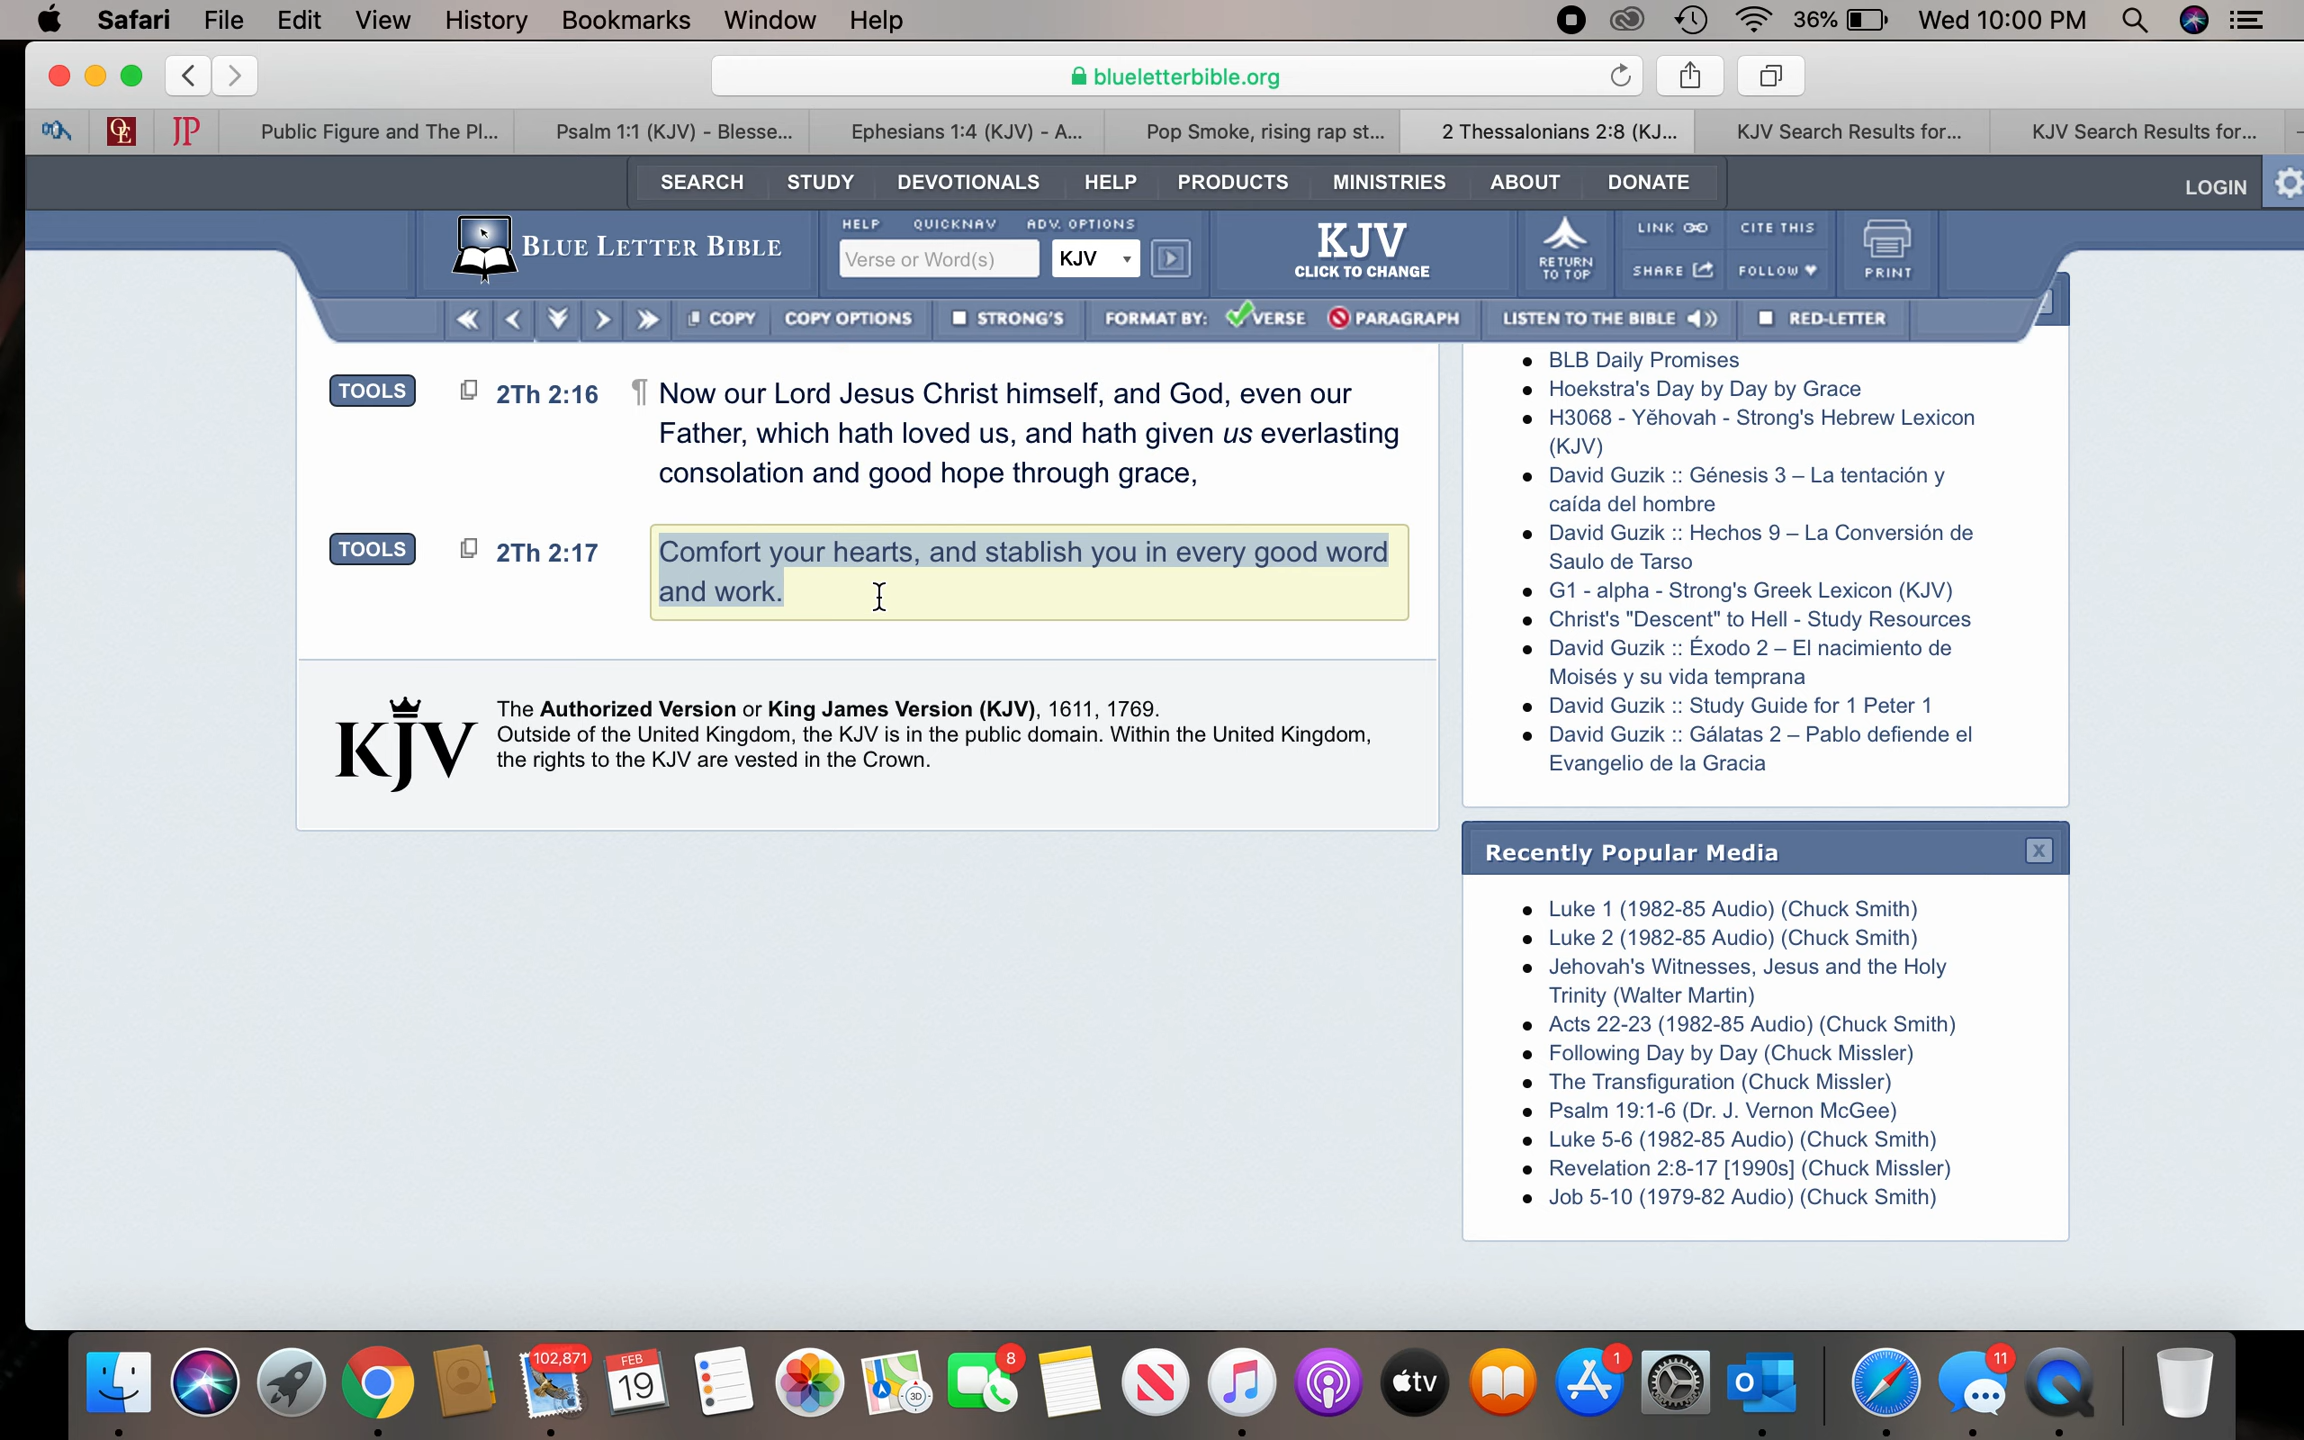 Safari File Edit View History Bookmarks Window Help 36% Wed 10:00 PM
blueletterbible.org
OE JP Public Figure and The Pl... Psalm 1:1 (KJV) - Blesse... Ephesians 1:4 (KJV) - A... Pop Smoke, rising rap st... 2 Thessalonians 2:8 (KJ... KJV Search Results for... KJV Search Results for...
SEARCH STUDY DEVOTIONALS HELP PRODUCTS MINISTRIES ABOUT DONATE LOGIN
BLUE LETTER BIBLE
HELP QUICKNAV ADV. OPTIONS
Verse or Word(s) KJV
KJV
CLICK TO CHANGE
RETURN
TO TOP
LINK CITE THIS
SHARE FOLLOW
PRINT
COPY COPY OPTIONS STRONG'S FORMAT BY: VERSE PARAGRAPH LISTEN TO THE BIBLE RED-LETTER
TOOLS 2Th 2:16 ¶ Now our Lord Jesus Christ himself, and God, even our
Father, which hath loved us, and hath given us everlasting
consolation and good hope through grace,
TOOLS 2Th 2:17 Comfort your hearts, and stablish you in every good word
and work.
KJV
The Authorized Version or King James Version (KJV), 1611, 1769.
Outside of the United Kingdom, the KJV is in the public domain. Within the United Kingdom,
the rights to the KJV are vested in the Crown.
BLB Daily Promises
Hoekstra's Day by Day by Grace
H3068 - Yĕhovah - Strong's Hebrew Lexicon
(KJV)
David Guzik :: Génesis 3 – La tentación y
caída del hombre
David Guzik :: Hechos 9 – La Conversión de
Saulo de Tarso
G1 - alpha - Strong's Greek Lexicon (KJV)
Christ's "Descent" to Hell - Study Resources
David Guzik :: Éxodo 2 – El nacimiento de
Moisés y su vida temprana
David Guzik :: Study Guide for 1 Peter 1
David Guzik :: Gálatas 2 – Pablo defiende el
Evangelio de la Gracia
Recently Popular Media X
Luke 1 (1982-85 Audio) (Chuck Smith)
Luke 2 (1982-85 Audio) (Chuck Smith)
Jehovah's Witnesses, Jesus and the Holy
Trinity (Walter Martin)
Acts 22-23 (1982-85 Audio) (Chuck Smith)
Following Day by Day (Chuck Missler)
The Transfiguration (Chuck Missler)
Psalm 19:1-6 (Dr. J. Vernon McGee)
Luke 5-6 (1982-85 Audio) (Chuck Smith)
Revelation 2:8-17 [1990s] (Chuck Missler)
Job 5-10 (1979-82 Audio) (Chuck Smith)
102,871 FEB 19 3D 8 tv 1 O 11